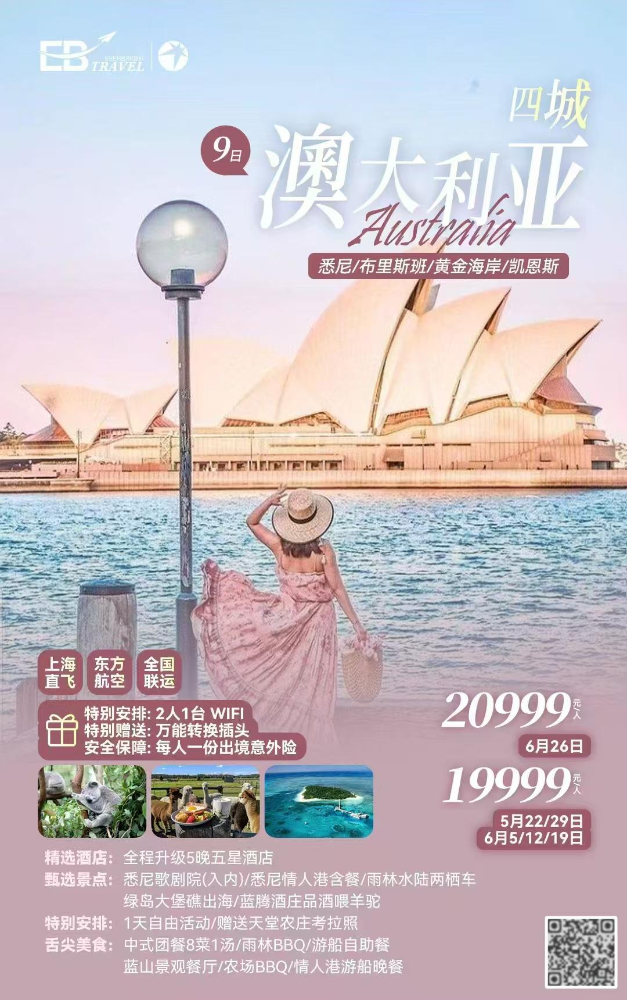 EB
EVERBRIGHT
TRAVEL
四城
9日
澳大利亚
Australia
悉尼/布里斯班/黄金海岸/凯恩斯
上海直飞
东方航空
全国联运
特别安排: 2人1台 WIFI
特别赠送: 万能转换插头
安全保障: 每人一份出境意外险
20999元/人
6月26日
19999元/人
5月22/29日
6月5/12/19日
精选酒店: 全程升级5晚五星酒店
甄选景点: 悉尼歌剧院(入内)/悉尼情人港含餐/雨林水陆两栖车
绿岛大堡礁出海/蓝腾酒庄品酒喂羊驼
特别安排: 1天自由活动/赠送天堂农庄考拉照
舌尖美食: 中式团餐8菜1汤/雨林BBQ/游船自助餐
蓝山景观餐厅/农场BBQ/情人港游船晚餐